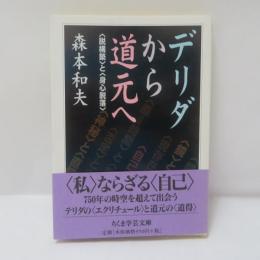 デリダから道元へ
〈脱構築〉と〈身心脱落〉
森本和夫
〈私〉ならざる〈自己〉
750年の時空を超えて出会う
デリダの〈エクリチュール〉と道元の〈道得〉
ちくま学芸文庫